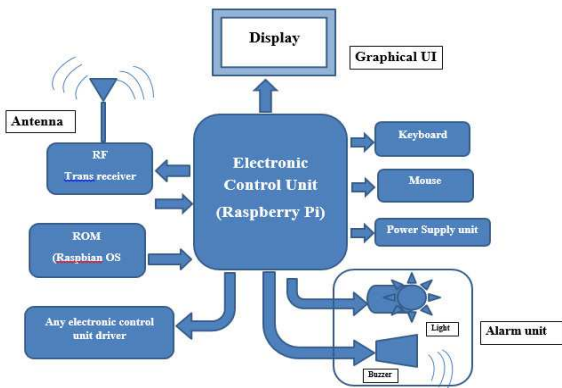 Display
Graphical UI
Antenna
RF
Trans receiver
Electronic
Control Unit
(Raspberry Pi)
Keyboard
Mouse
Power Supply unit
ROM
(Raspbian OS
Any electronic control
unit driver
Light
Buzzer
Alarm unit